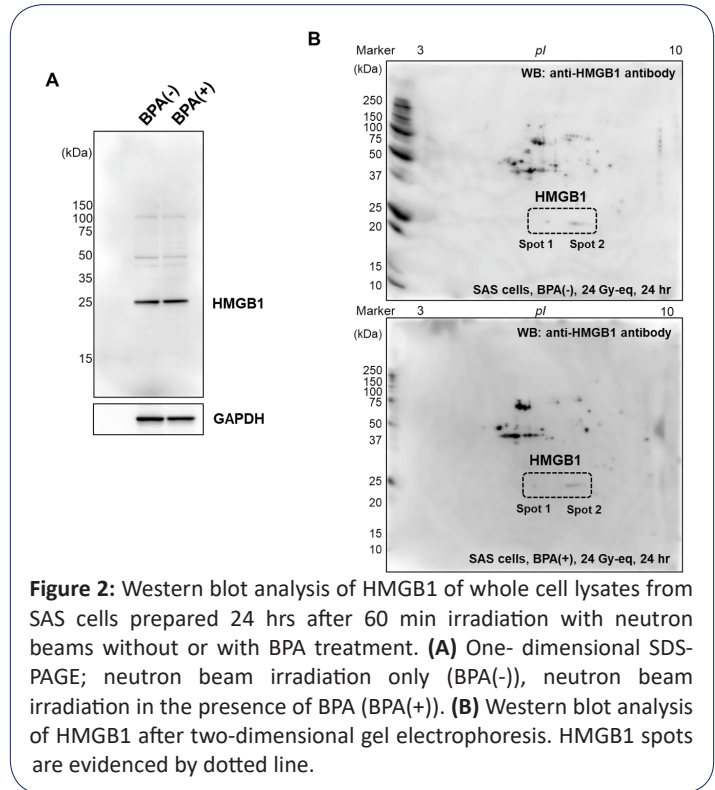 A
BPA(-)
BPA(+)
(kDa)
150
100
75
50
35
25
15
HMGB1
GAPDH
B
Marker 3 pI 10
(kDa)
WB: anti-HMGB1 antibody
250
150
100
75
50
37
25
20
15
10
HMGB1
Spot 1 Spot 2
SAS cells, BPA(-), 24 Gy-eq, 24 hr
Marker 3 pI 10
(kDa)
WB: anti-HMGB1 antibody
250
150
100
75
50
37
25
20
15
10
HMGB1
Spot 1 Spot 2
SAS cells, BPA(+), 24 Gy-eq, 24 hr
Figure 2: Western blot analysis of HMGB1 of whole cell lysates from
SAS cells prepared 24 hrs after 60 min irradiation with neutron
beams without or with BPA treatment. (A) One- dimensional SDS-
PAGE; neutron beam irradiation only (BPA(-)), neutron beam
irradiation in the presence of BPA (BPA(+)). (B) Western blot analysis
of HMGB1 after two-dimensional gel electrophoresis. HMGB1 spots
are evidenced by dotted line.